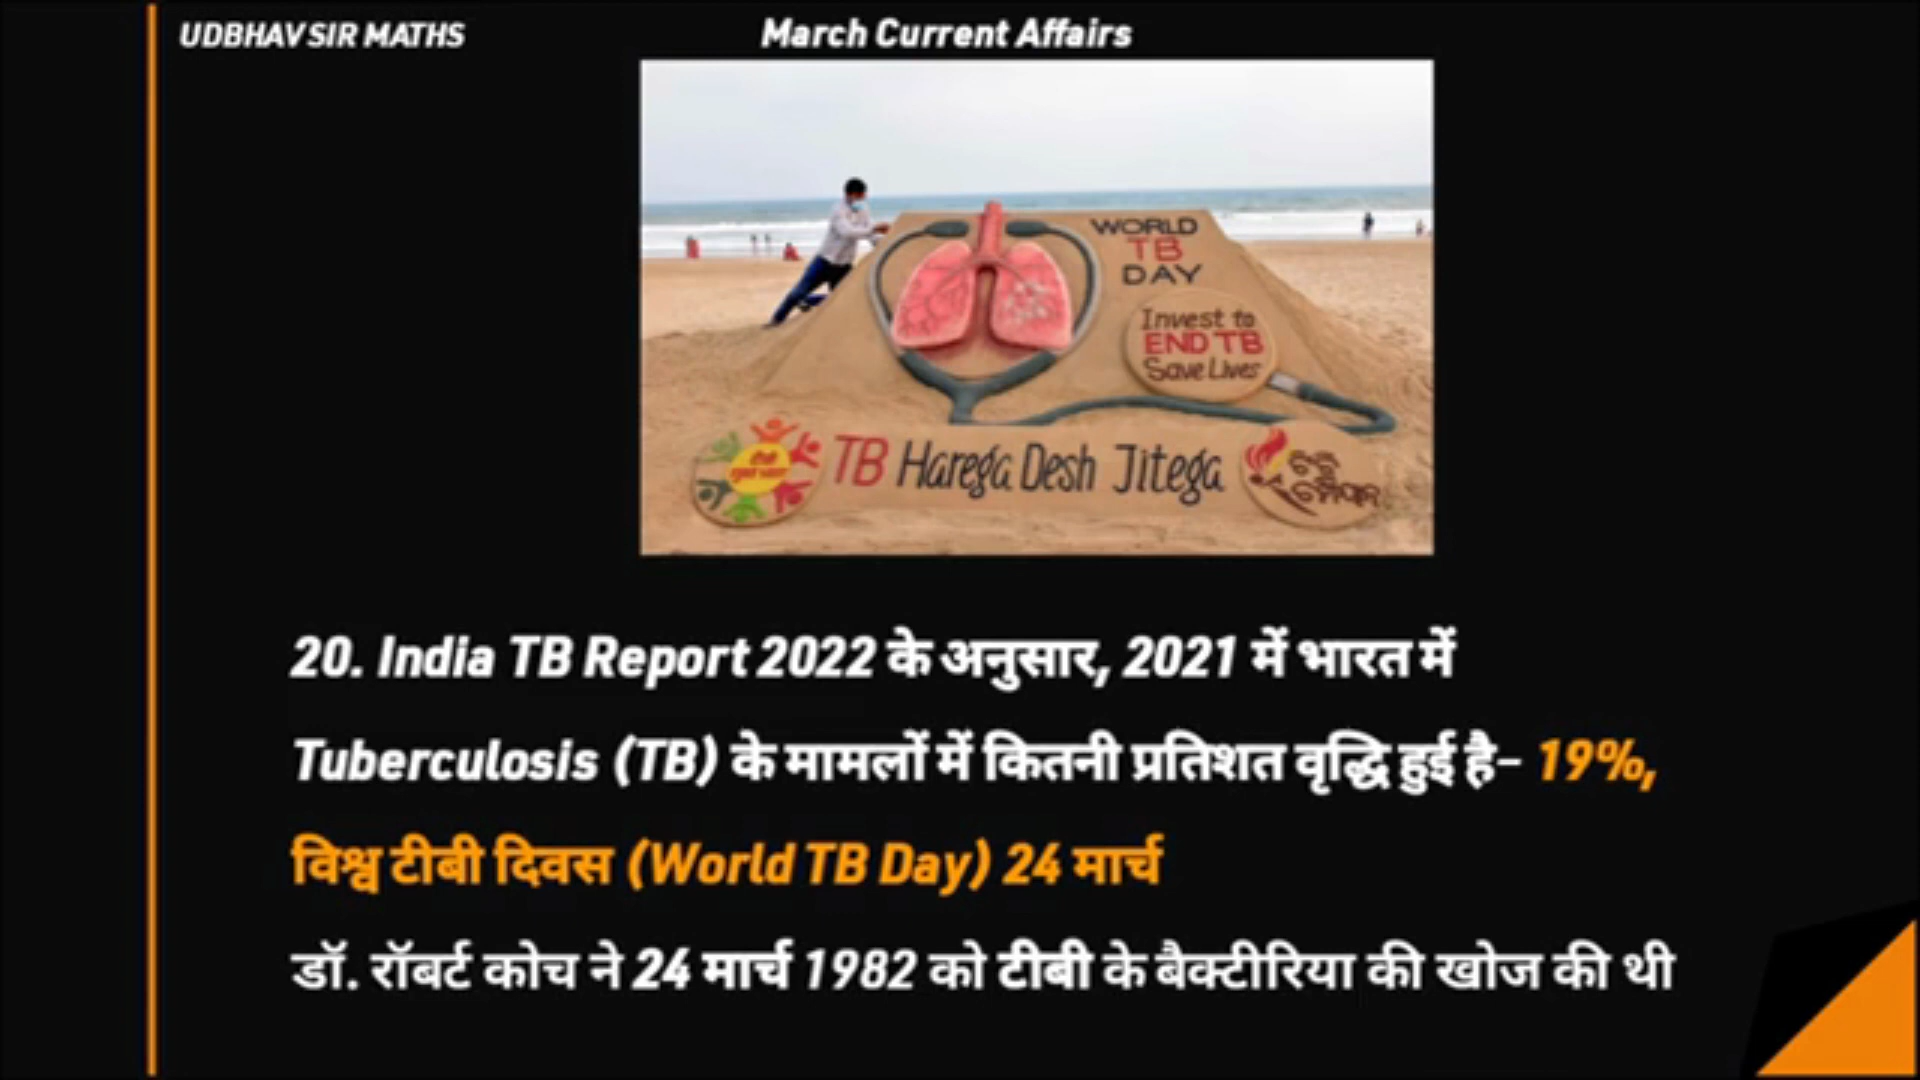 UDBHAV SIR MATHS
March Current Affairs
WORLD
TB
DAY
Invest to
END TB
Save Lives
TB Harega Desh Jitega
20. India TB Report 2022 के अनुसार, 2021 में भारत में
Tuberculosis (TB) के मामलों में कितनी प्रतिशत वृद्धि हुई है- 19%,
विश्व टीबी दिवस (World TB Day) 24 मार्च
डॉ. रॉबर्ट कोच ने 24 मार्च 1982 को टीबी के बैक्टीरिया की खोज की थी